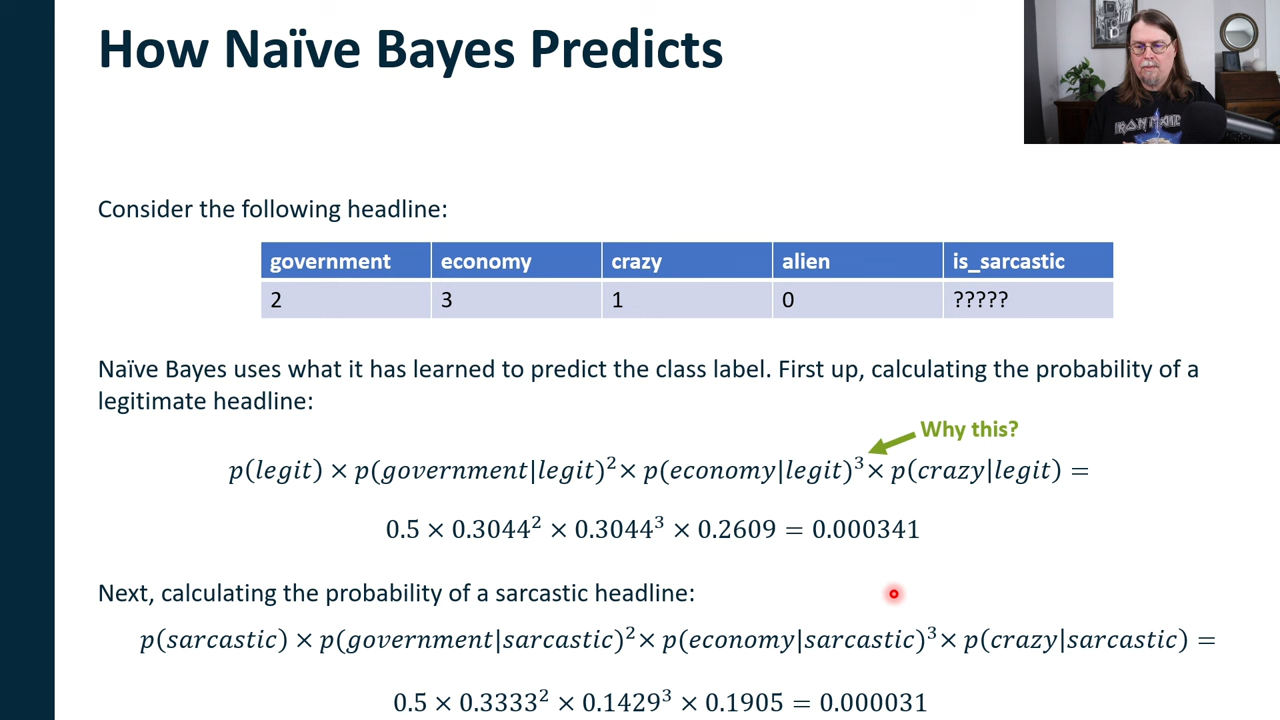 How Naïve Bayes Predicts
IRON MAIDEN
Consider the following headline:
government economy crazy alien is_sarcastic
2 3 1 0 ?????
Naïve Bayes uses what it has learned to predict the class label. First up, calculating the probability of a
legitimate headline:
Why this?
p(legit) × p(government|legit)² × p(economy|legit)³ × p(crazy|legit) =
0.5 × 0.3044² × 0.3044³ × 0.2609 = 0.000341
Next, calculating the probability of a sarcastic headline:
p(sarcastic) × p(government|sarcastic)² × p(economy|sarcastic)³ × p(crazy|sarcastic) =
0.5 × 0.3333² × 0.1429³ × 0.1905 = 0.000031